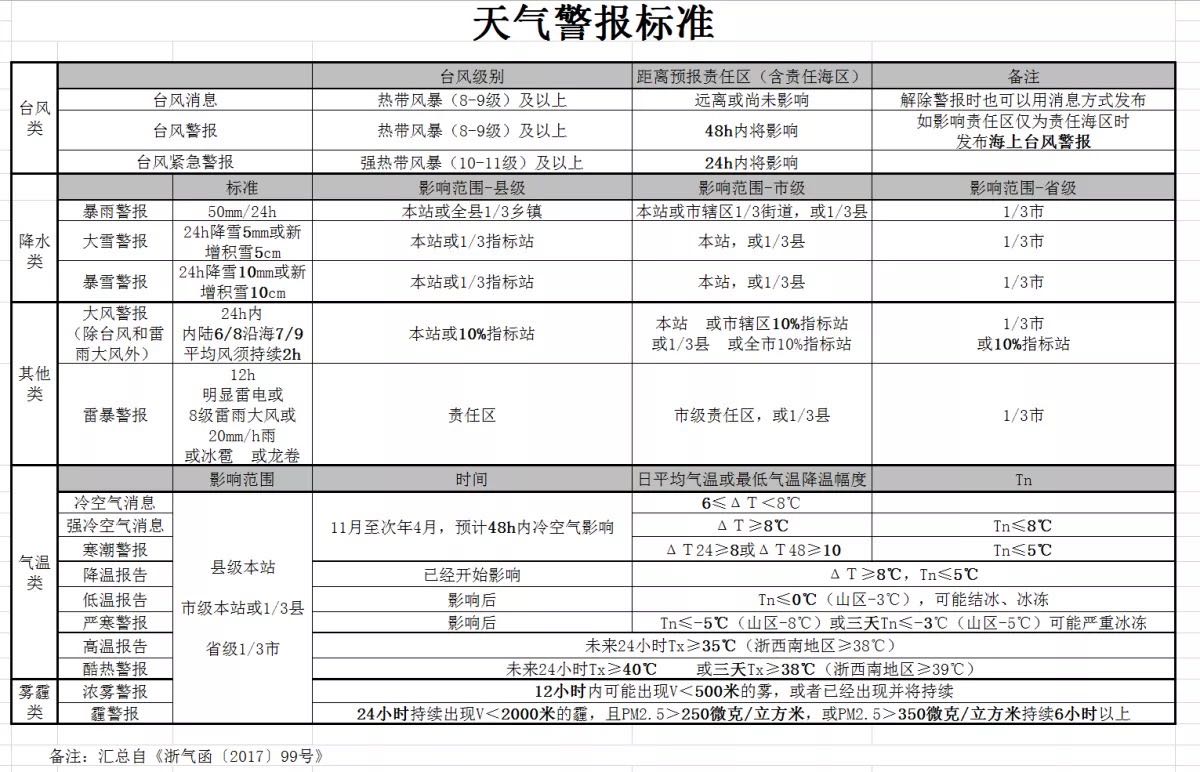 天气警报标准
台风级别 距离预报责任区（含责任海区） 备注
台风
类
台风消息 热带风暴（8-9级）及以上 远离或尚未影响 解除警报时也可以用消息方式发布
台风警报 热带风暴（8-9级）及以上 48h内将影响 如影响责任区仅为责任海区时
发布海上台风警报
台风紧急警报 强热带风暴（10-11级）及以上 24h内将影响
标准 影响范围-县级 影响范围-市级 影响范围-省级
降水
类
暴雨警报 50mm/24h 本站或全县1/3乡镇 本站或市辖区1/3街道，或1/3县 1/3市
大雪警报 24h降雪5mm或新
增积雪5cm 本站或1/3指标站 本站，或1/3县 1/3市
暴雪警报 24h降雪10mm或新
增积雪10cm 本站或1/3指标站 本站，或1/3县 1/3市
其他
类
大风警报
（除台风和雷
雨大风外）
24h内
内陆6/8沿海7/9
平均风须持续2h
本站或10%指标站
本站 或市辖区10%指标站
或1/3县 或全市10%指标站
1/3市
或10%指标站
雷暴警报
12h
明显雷电或
8级雷雨大风或
20mm/h雨
或冰雹 或龙卷
责任区 市级责任区，或1/3县 1/3市
影响范围 时间 日平均气温或最低气温降温幅度 Tn
气温
类
县级本站
市级本站或1/3县
省级1/3市
冷空气消息 6≤ΔT＜8℃
11月至次年4月，预计48h内冷空气影响
强冷空气消息 ΔT≥8℃ Tn≤8℃
寒潮警报 ΔT24≥8或ΔT48≥10 Tn≤5℃
降温报告 已经开始影响 ΔT≥8℃，Tn≤5℃
低温报告 影响后 Tn≤0℃（山区-3℃），可能结冰、冰冻
严寒警报 影响后 Tn≤-5℃（山区-8℃）或三天Tn≤-3℃（山区-5℃）可能严重冰冻
高温报告 未来24小时Tx≥35℃（浙西南地区≥38℃）
酷热警报 未来24小时Tx≥40℃ 或三天Tx≥38℃（浙西南地区≥39℃）
雾霾
类
浓雾警报 12小时内可能出现V＜500米的雾，或者已经出现并将持续
霾警报 24小时持续出现V＜2000米的霾，且PM2.5＞250微克/立方米，或PM2.5＞350微克/立方米持续6小时以上
备注：汇总自《浙气函〔2017〕99号》